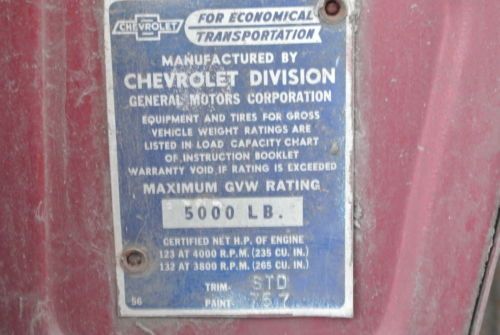 CHEVROLET
FOR ECONOMICAL
TRANSPORTATION
MANUFACTURED BY
CHEVROLET DIVISION
GENERAL MOTORS CORPORATION
EQUIPMENT AND TIRES FOR GROSS
VEHICLE WEIGHT RATINGS ARE
LISTED IN LOAD CAPACITY CHART
OF INSTRUCTION BOOKLET
WARRANTY VOID IF RATING IS EXCEEDED
MAXIMUM GVW RATING
5000 LB.
CERTIFIED NET H.P. OF ENGINE
123 AT 4000 R.P.M. (235 CU. IN.)
132 AT 3800 R.P.M. (265 CU. IN.)
TRIM- STD
56 PAINT- 757